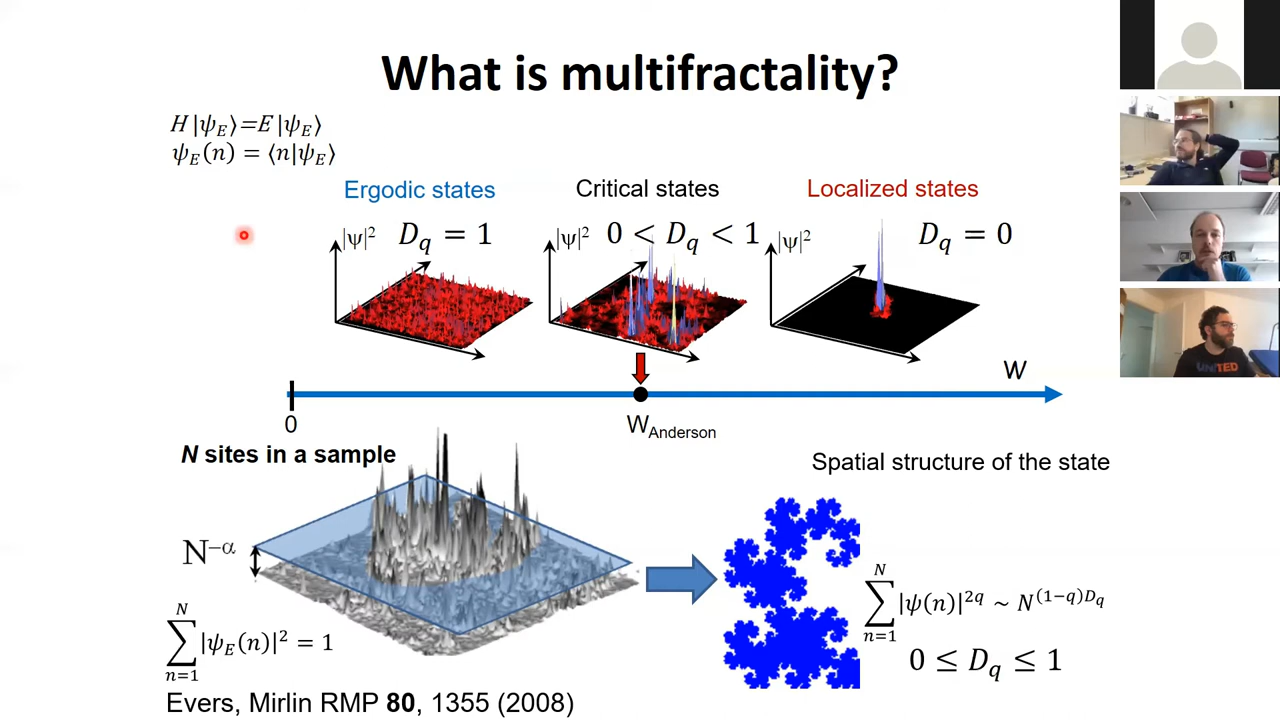 What is multifractality?
H|ψ_E⟩=E|ψ_E⟩
ψ_E(n) = ⟨n|ψ_E⟩
Ergodic states
Critical states
Localized states
|ψ|² D_q = 1
|ψ|² 0 < D_q < 1
|ψ|² D_q = 0
W
0
W_Anderson
N sites in a sample
Spatial structure of the state
N^−α
∑_{n=1}^{N} |ψ_E(n)|² = 1
∑_{n=1}^{N} |ψ(n)|^{2q} ~ N^{(1−q)D_q}
0 ≤ D_q ≤ 1
Evers, Mirlin RMP 80, 1355 (2008)
UNITED